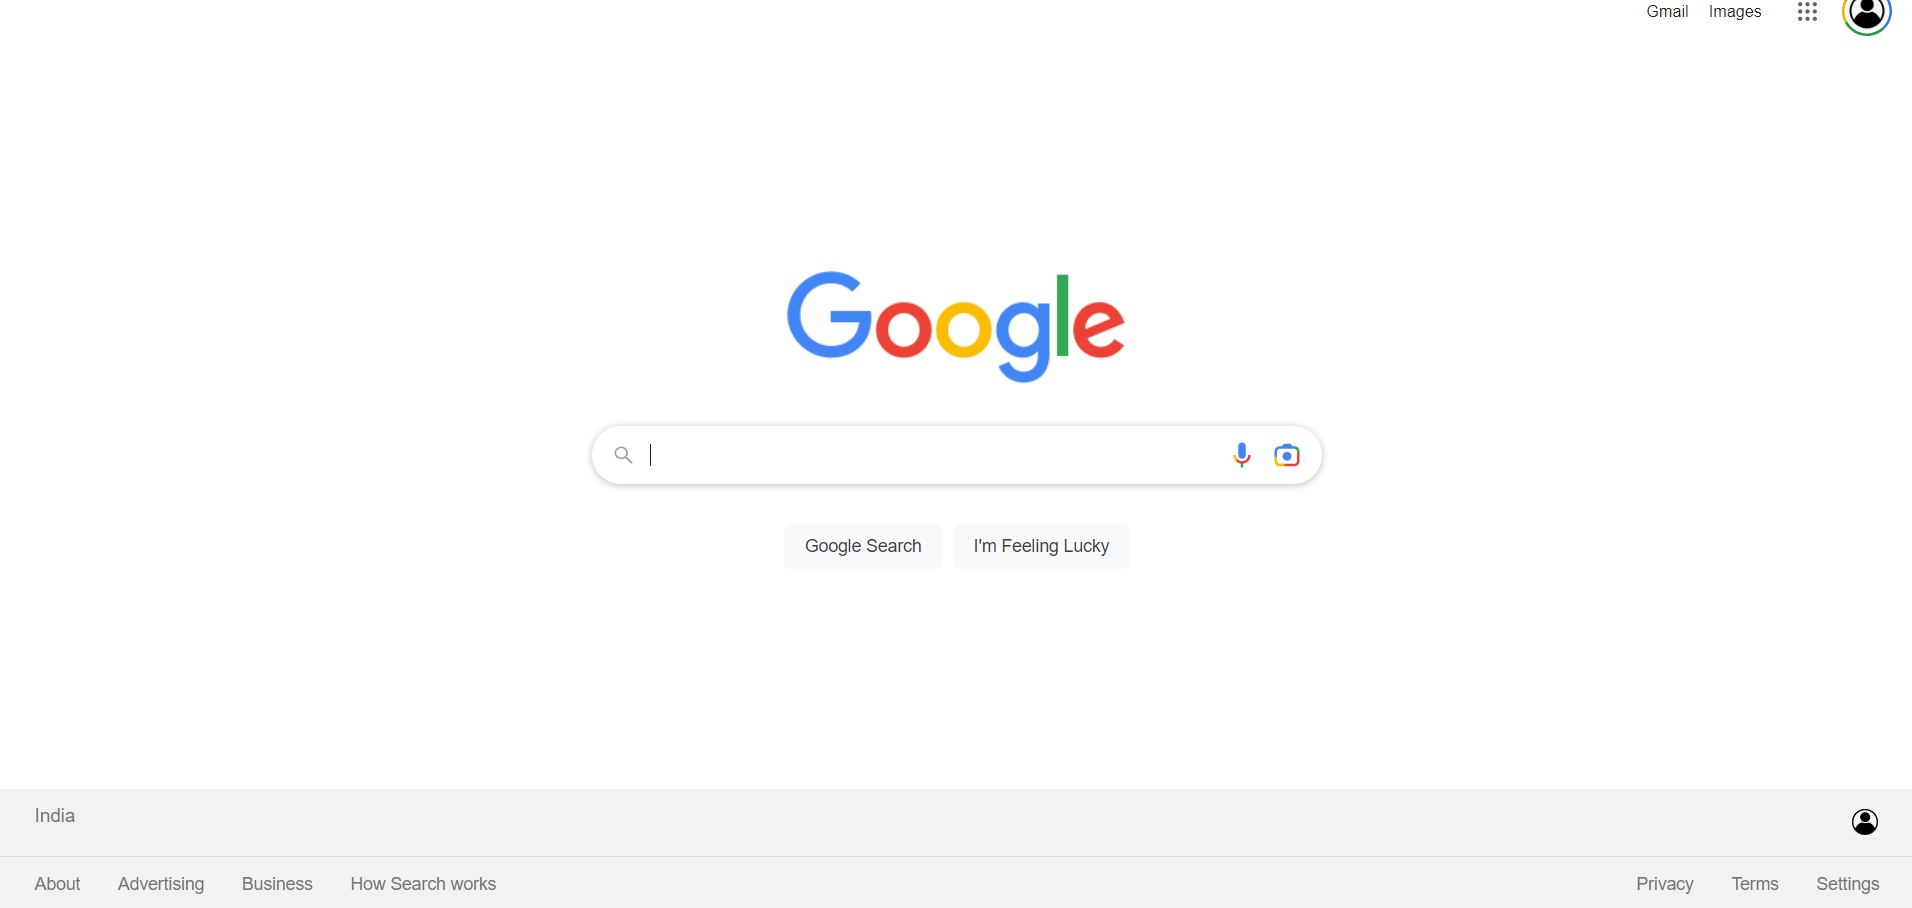 Gmail Images
Google
Google Search I'm Feeling Lucky
India
About Advertising Business How Search works Privacy Terms Settings